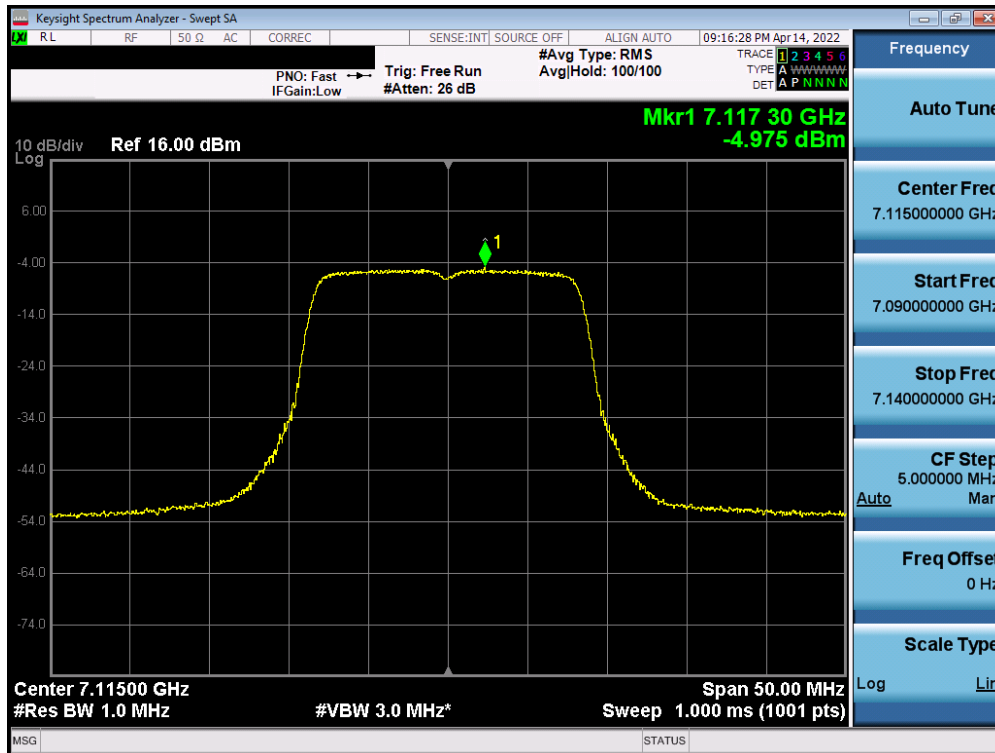 Keysight Spectrum Analyzer - Swept SA
LXI RL RF 50 Ω AC CORREC SENSE:INT SOURCE OFF ALIGN AUTO 09:16:28 PM Apr 14, 2022
PNO: Fast
IFGain:Low
Trig: Free Run
#Atten: 26 dB
#Avg Type: RMS
Avg|Hold: 100/100
TRACE 1 2 3 4 5 6
TYPE A WWWWW
DET A P N N N N
Mkr1 7.117 30 GHz
-4.975 dBm
10 dB/div Ref 16.00 dBm
Log
1
6.00
-4.00
-14.0
-24.0
-34.0
-44.0
-54.0
-64.0
-74.0
Center 7.11500 GHz Span 50.00 MHz
#Res BW 1.0 MHz #VBW 3.0 MHz* Sweep 1.000 ms (1001 pts)
MSG STATUS
Frequency
Auto Tune
Center Freq
7.115000000 GHz
Start Freq
7.090000000 GHz
Stop Freq
7.140000000 GHz
CF Step
5.000000 MHz
Auto Man
Freq Offset
0 Hz
Scale Type
Log Lin